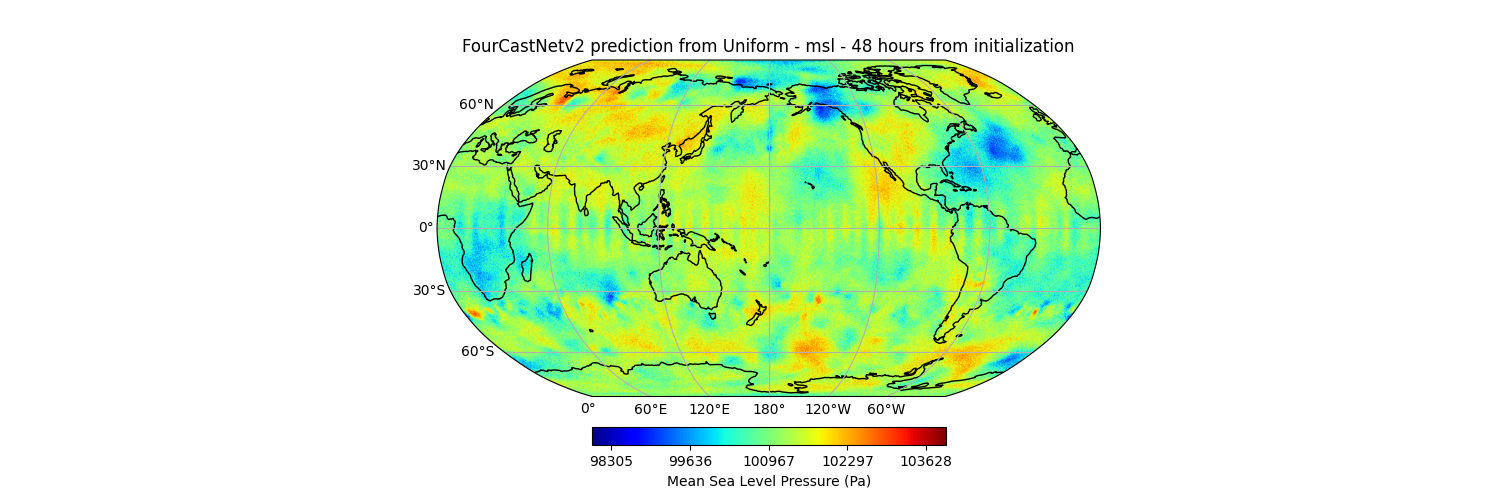 FourCastNetv2 prediction from Uniform - msl - 48 hours from initialization
60°N
30°N
0°
30°S
60°S
0° 60°E 120°E 180° 120°W 60°W
98305 99636 100967 102297 103628
Mean Sea Level Pressure (Pa)